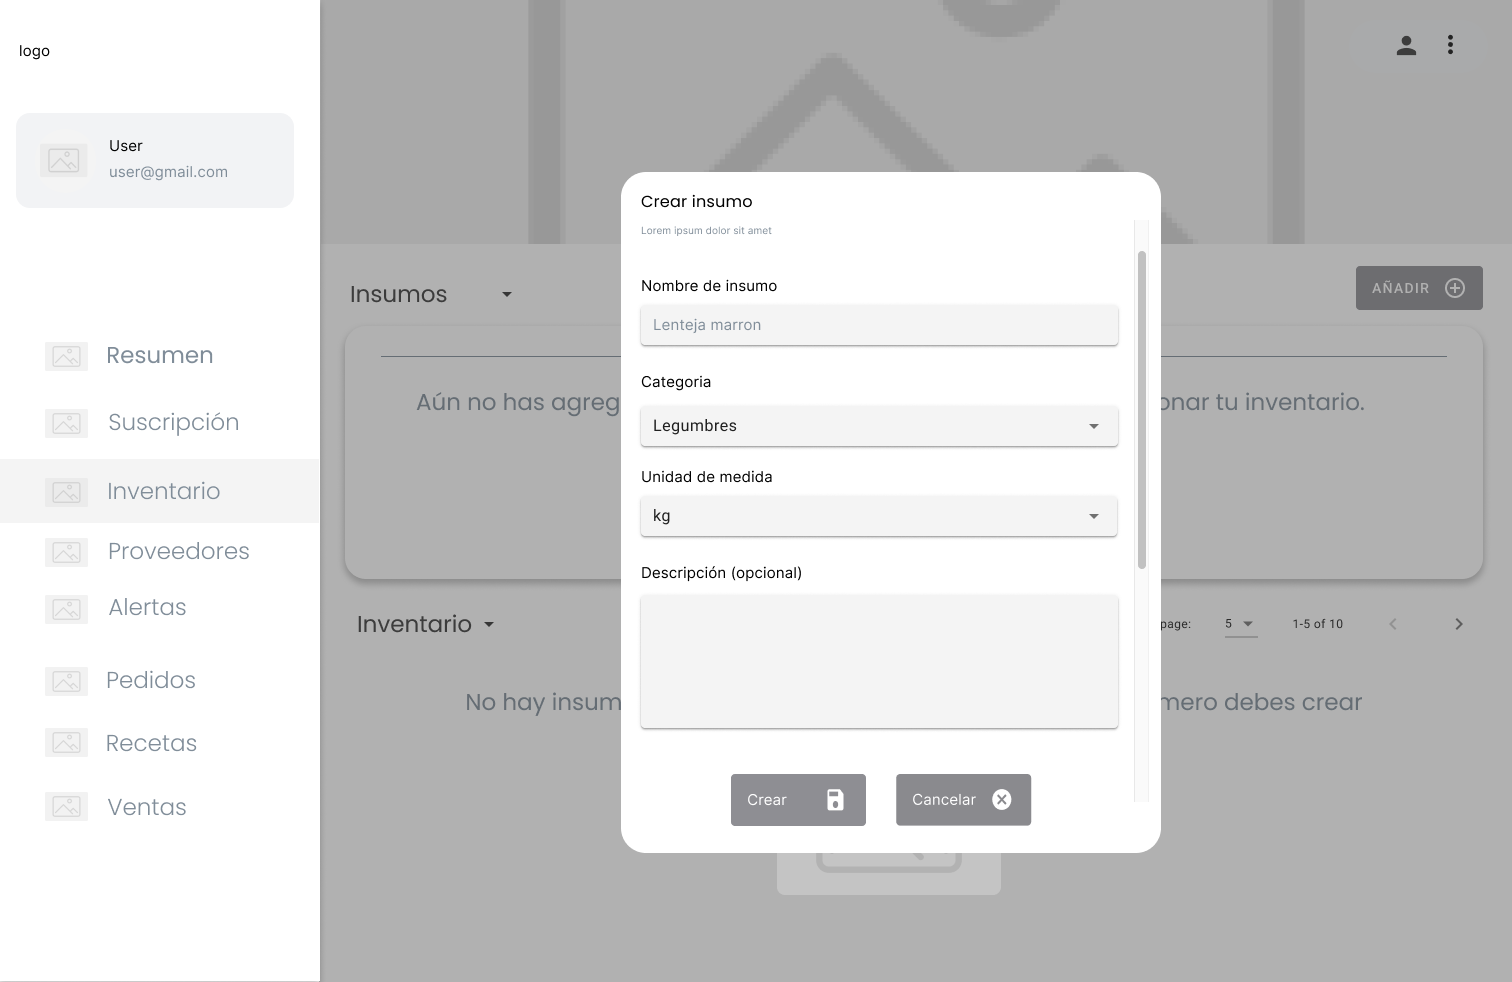 logo
User
user@gmail.com
Resumen
Suscripción
Inventario
Proveedores
Alertas
Pedidos
Recetas
Ventas
Insumos
AÑADIR
Aún no has agreg
onar tu inventario.
Inventario
page:
5
1-5 of 10
No hay insum
mero debes crear
Crear insumo
Lorem ipsum dolor sit amet
Nombre de insumo
Lenteja marron
Categoria
Legumbres
Unidad de medida
kg
Descripción (opcional)
Crear
Cancelar